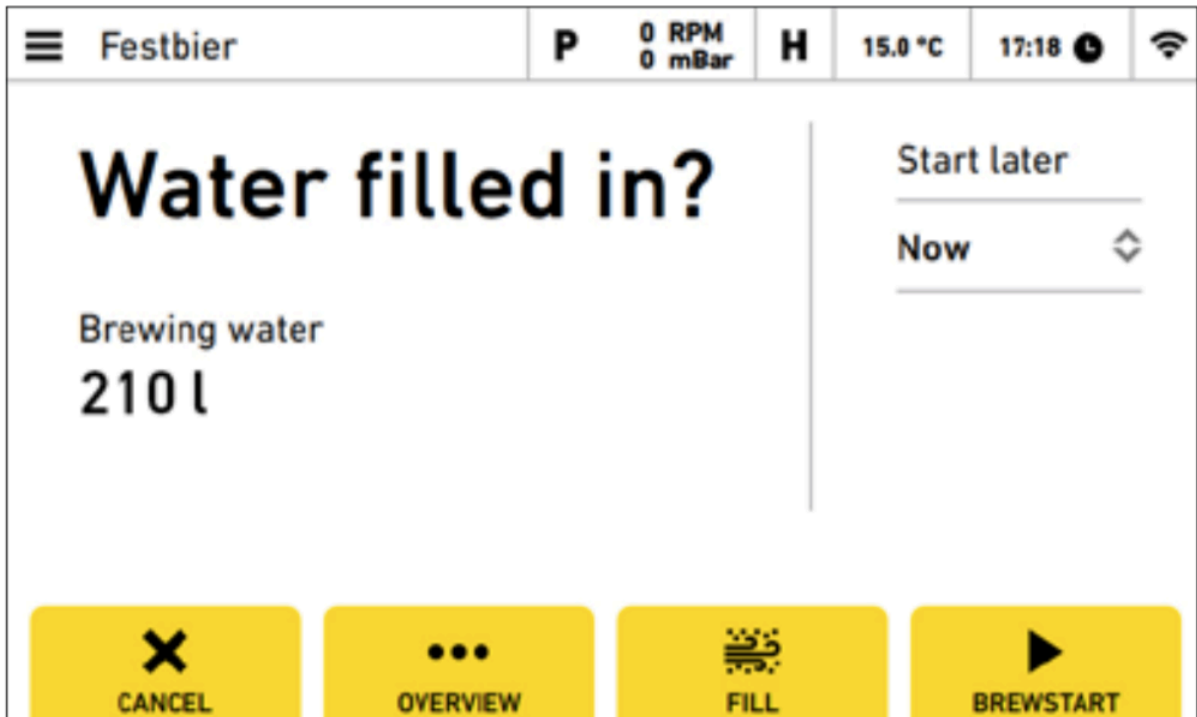 Festbier
P
0 RPM
0 mBar
H
15.0 °C
17:18
Water filled in?
Brewing water
210 l
Start later
Now
CANCEL
OVERVIEW
FILL
BREWSTART